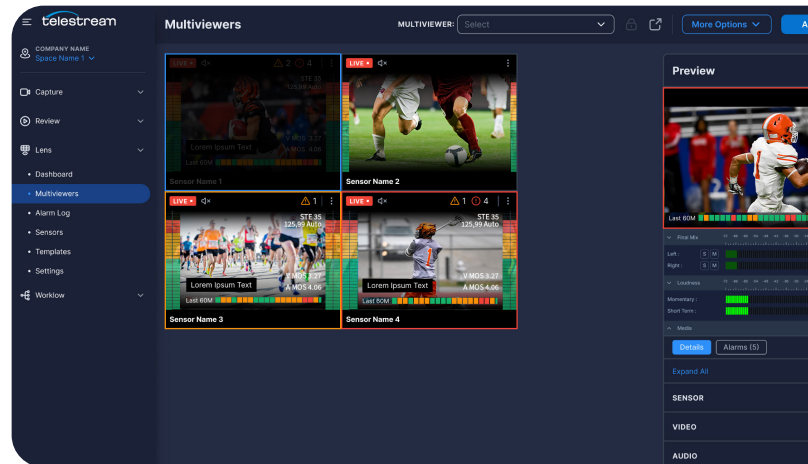 telestream
COMPANY NAME
Space Name 1
Capture
Review
Lens
Dashboard
Multiviewers
Alarm Log
Sensors
Templates
Settings
Worklow
Multiviewers
MULTIVIEWER:
Select
More Options
A
LIVE
2
4
STE 35
125,99 Auto
V MOS 3.27
Lorem Ipsum Text
A MOS 4.06
Last 60M
Sensor Name 1
LIVE
Sensor Name 2
LIVE
1
STE 35
125,99 Auto
V MOS 3.27
Lorem Ipsum Text
A MOS 4.06
Last 60M
Sensor Name 3
LIVE
1
4
STE 35
125,99 Auto
V MOS 3.27
Lorem Ipsum Text
A MOS 4.06
Last 60M
Sensor Name 4
Preview
Last 60M
Final Mix
Left :
S M
Right :
S M
Loudness
Momentary :
Short Term :
Media
Details
Alarms (5)
Expand All
SENSOR
VIDEO
AUDIO